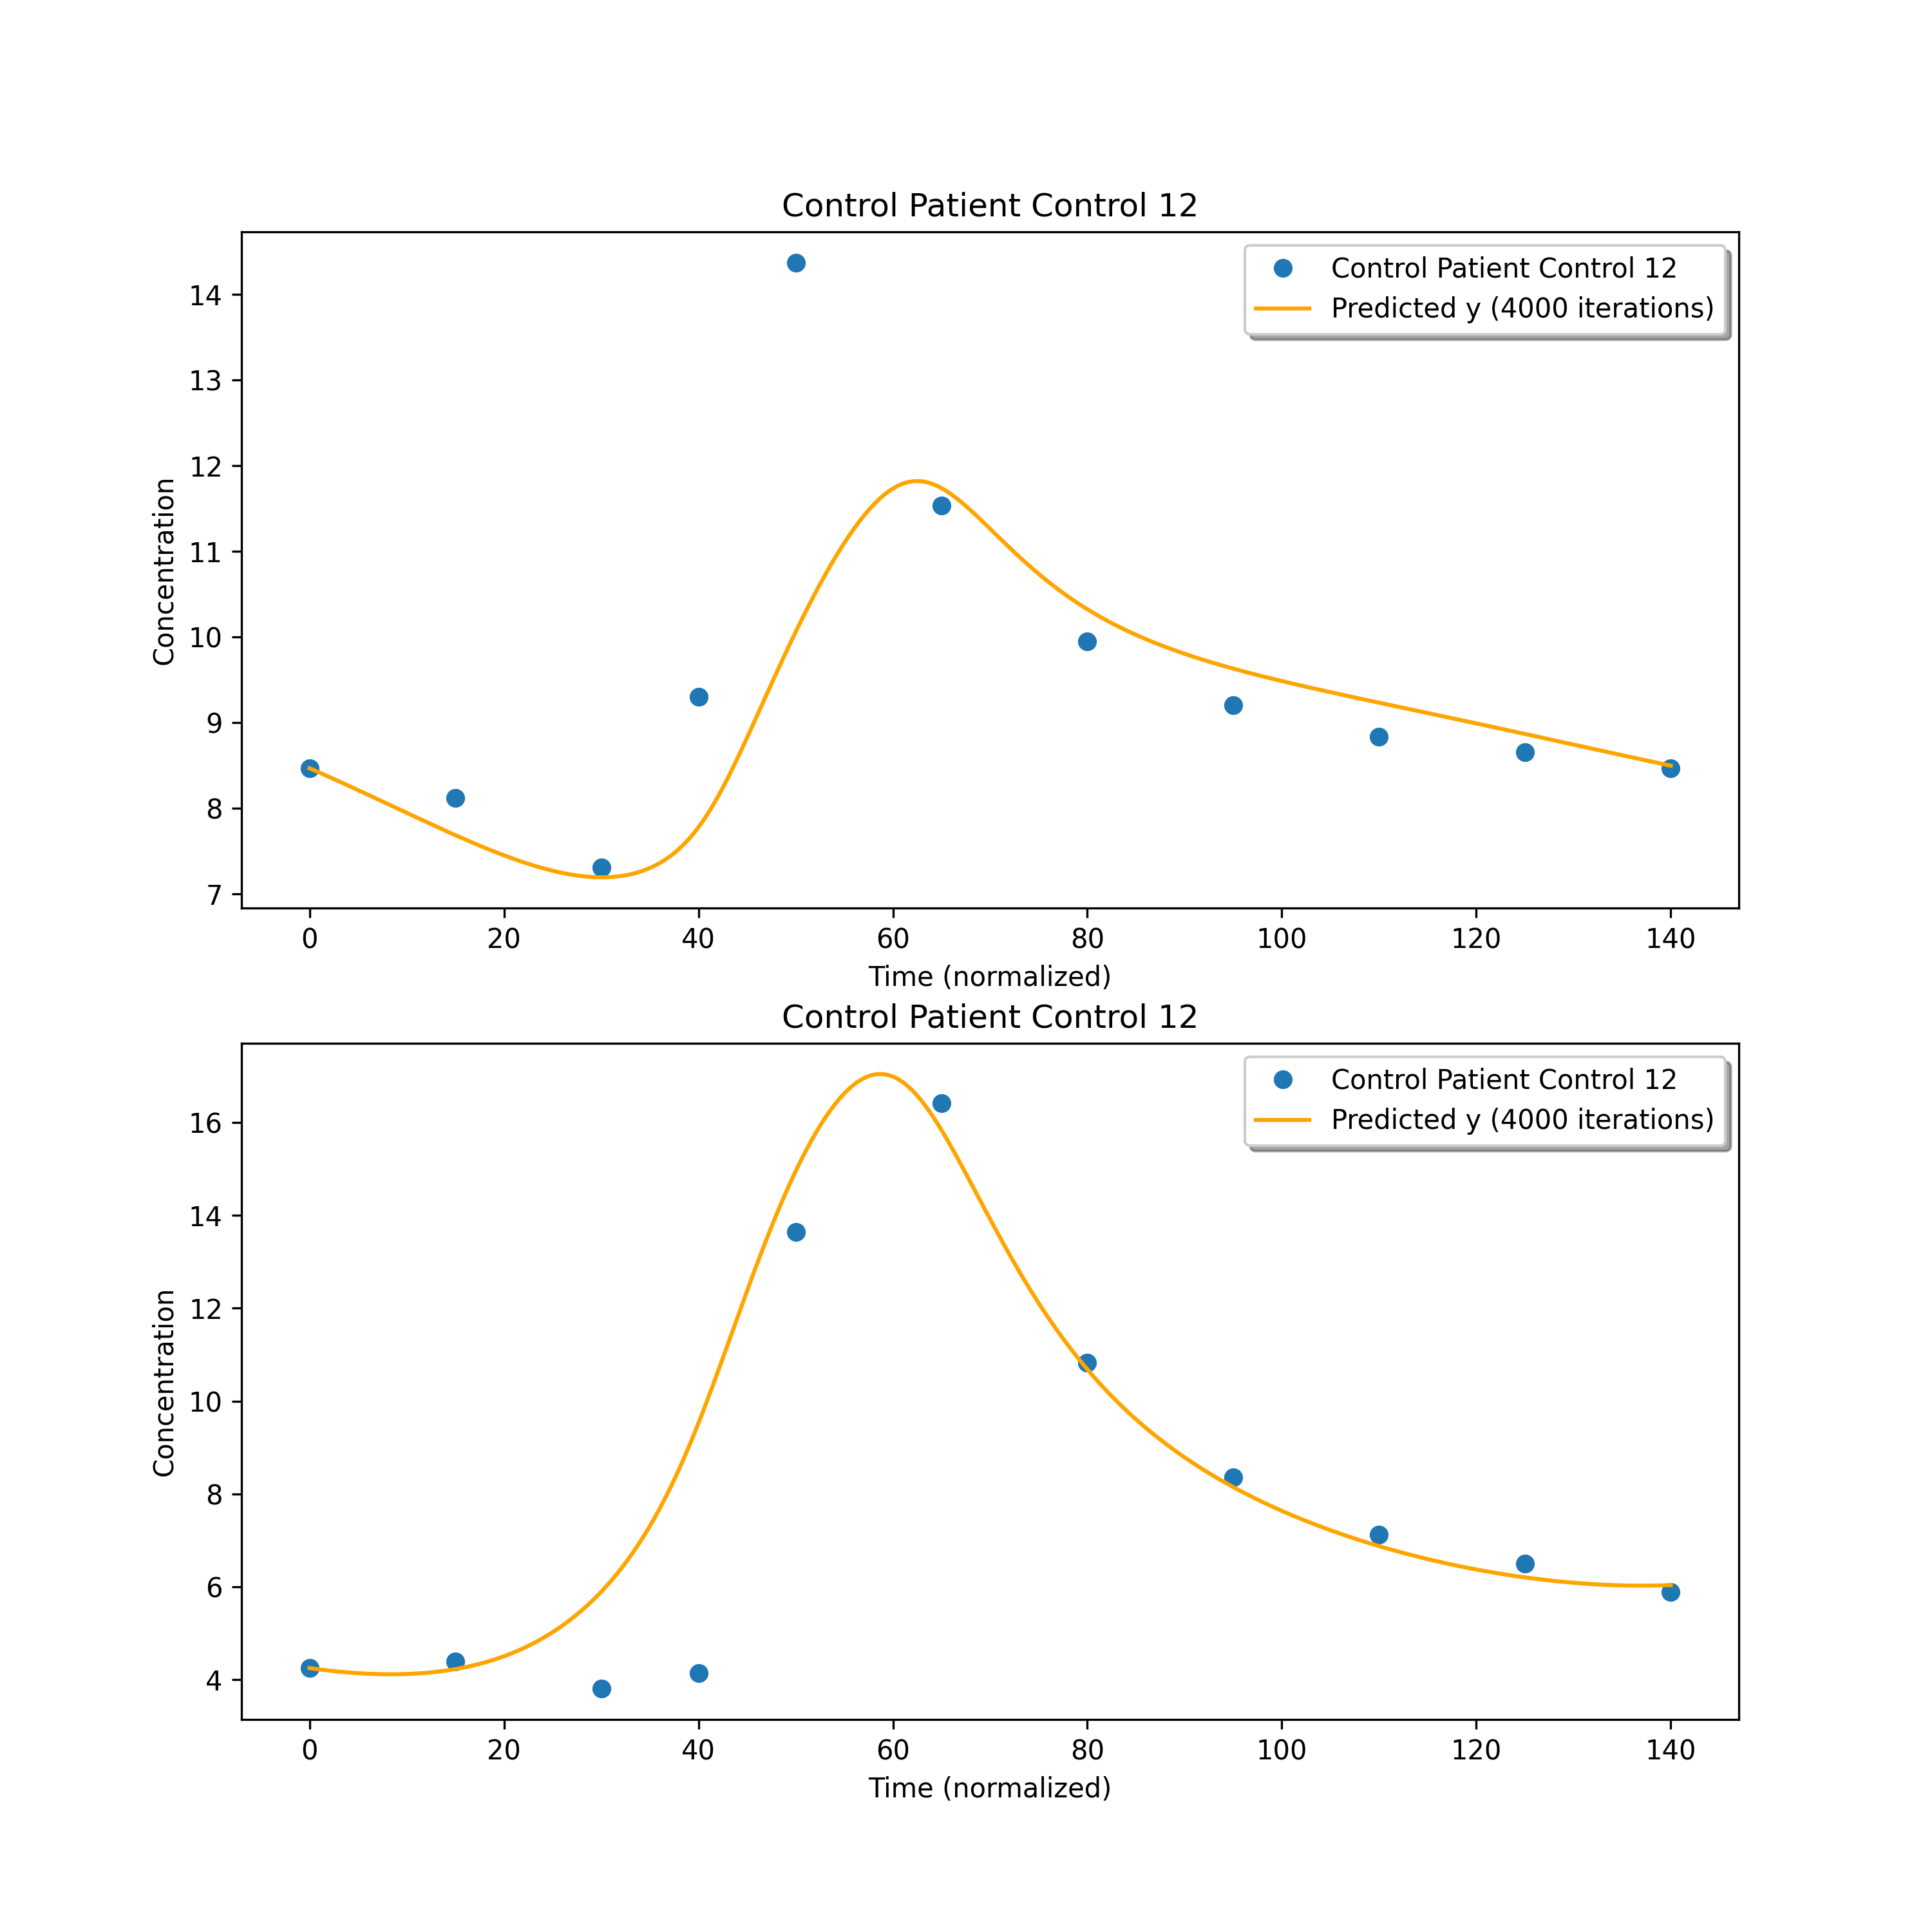 Control Patient Control 12
Control Patient Control 12
Predicted y (4000 iterations)
14
13
12
11
10
9
8
7
Concentration
0 20 40 60 80 100 120 140
Time (normalized)
Control Patient Control 12
Control Patient Control 12
Predicted y (4000 iterations)
16
14
12
10
8
6
4
Concentration
0 20 40 60 80 100 120 140
Time (normalized)